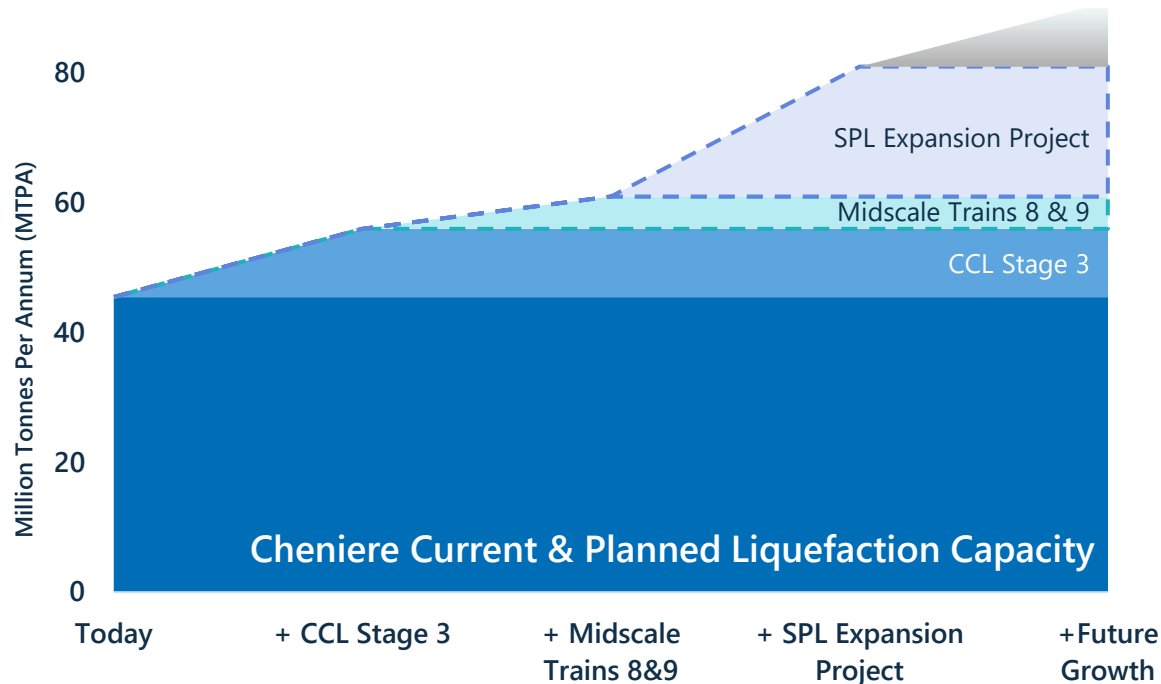 Million Tonnes Per Annum (MTPA)
80
60
40
20
0
SPL Expansion Project
Midscale Trains 8 & 9
CCL Stage 3
Cheniere Current & Planned Liquefaction Capacity
Today
+ CCL Stage 3
+ Midscale
Trains 8&9
+ SPL Expansion
Project
+Future
Growth